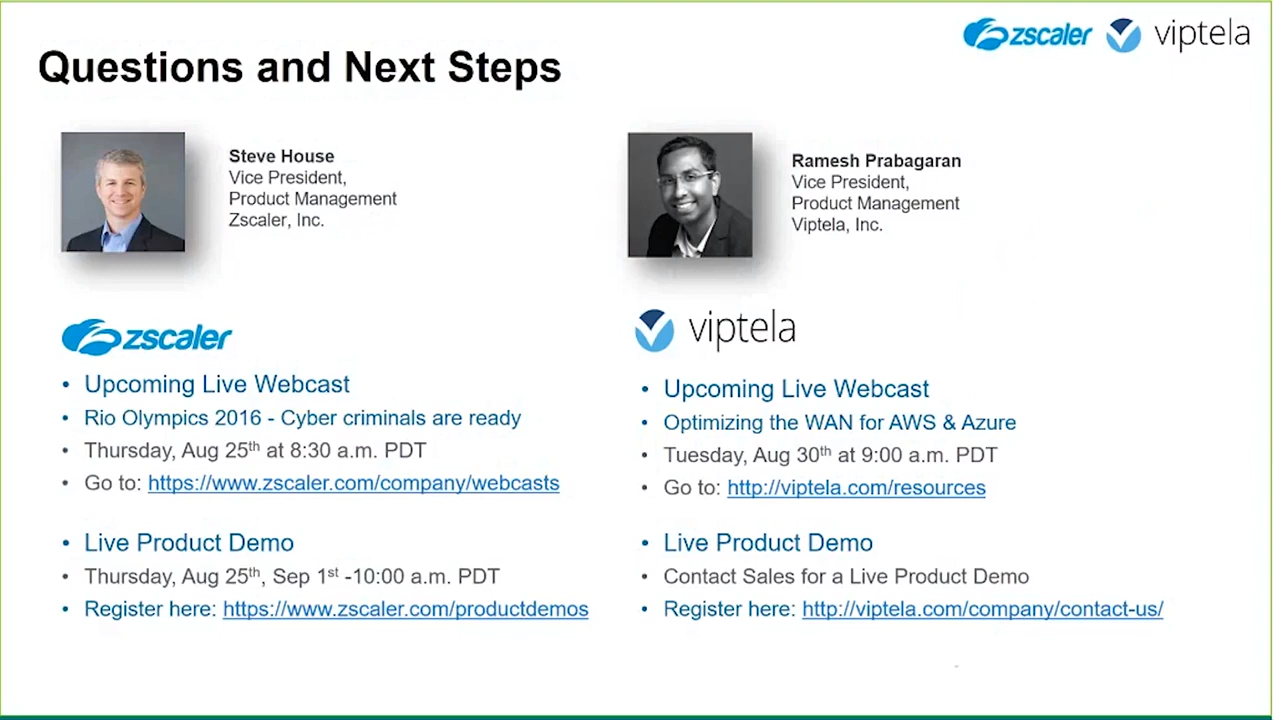 zscaler viptela
Questions and Next Steps
Steve House
Vice President,
Product Management
Zscaler, Inc.
Ramesh Prabagaran
Vice President,
Product Management
Viptela, Inc.
zscaler
• Upcoming Live Webcast
• Rio Olympics 2016 - Cyber criminals are ready
• Thursday, Aug 25th at 8:30 a.m. PDT
• Go to: https://www.zscaler.com/company/webcasts
• Live Product Demo
• Thursday, Aug 25th, Sep 1st -10:00 a.m. PDT
• Register here: https://www.zscaler.com/productdemos
viptela
• Upcoming Live Webcast
• Optimizing the WAN for AWS & Azure
• Tuesday, Aug 30th at 9:00 a.m. PDT
• Go to: http://viptela.com/resources
• Live Product Demo
• Contact Sales for a Live Product Demo
• Register here: http://viptela.com/company/contact-us/